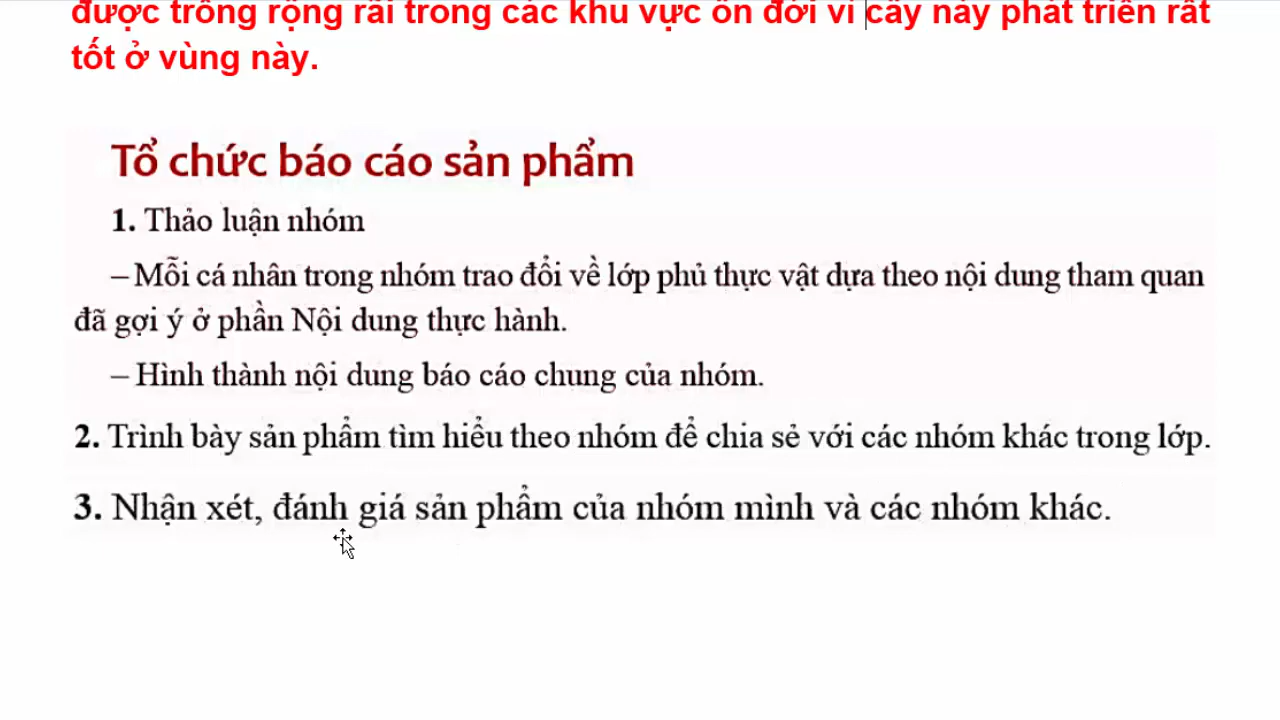 được trồng rộng rãi trong các khu vực ôn đới vì cây này phát triển rất
tốt ở vùng này.
Tổ chức báo cáo sản phẩm
1. Thảo luận nhóm
– Mỗi cá nhân trong nhóm trao đổi về lớp phủ thực vật dựa theo nội dung tham quan
đã gợi ý ở phần Nội dung thực hành.
– Hình thành nội dung báo cáo chung của nhóm.
2. Trình bày sản phẩm tìm hiểu theo nhóm để chia sẻ với các nhóm khác trong lớp.
3. Nhận xét, đánh giá sản phẩm của nhóm mình và các nhóm khác.